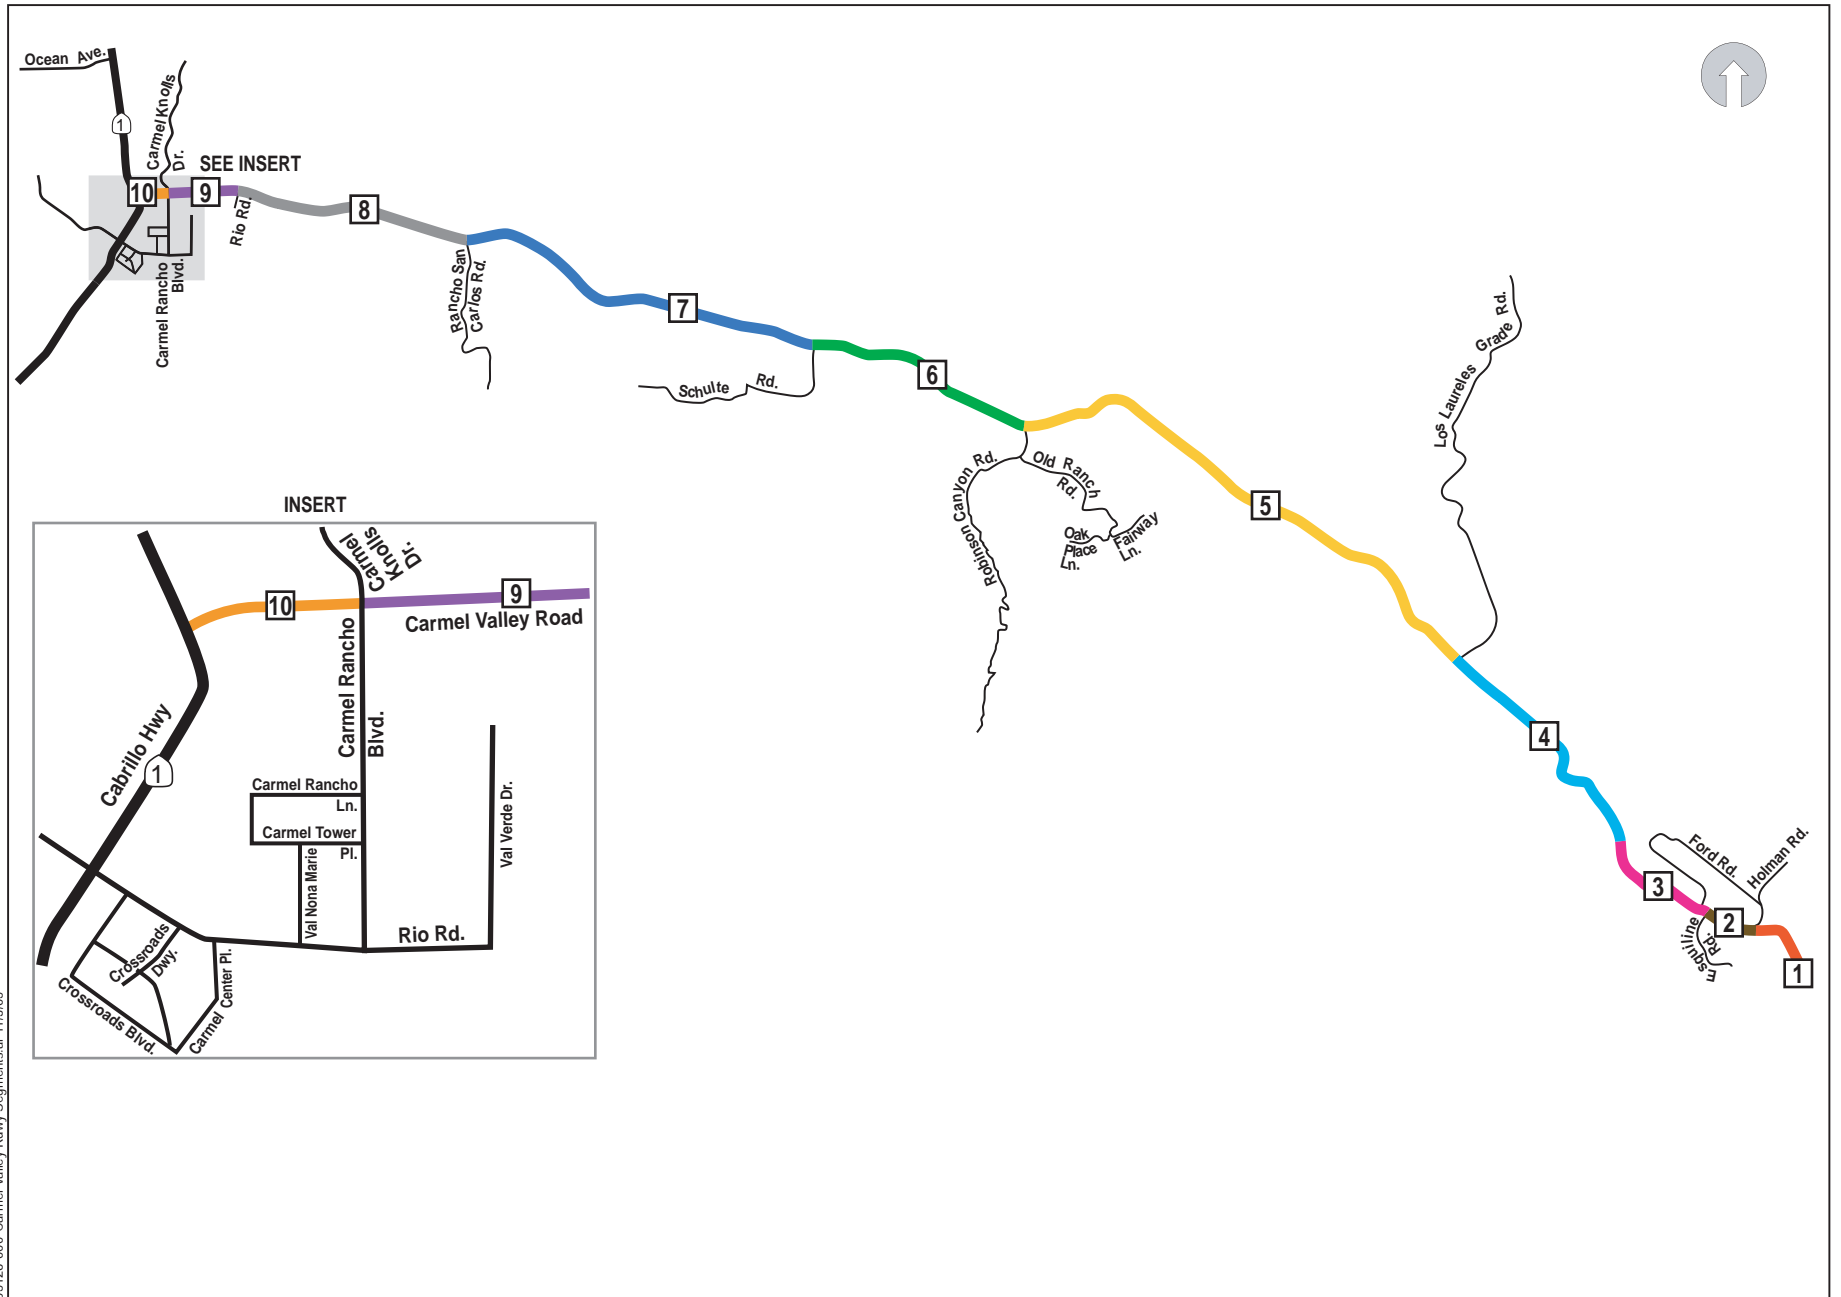 Ocean Ave.
1
Carmel Knolls
Dr.
SEE INSERT
10
9
Rio Rd.
8
Carmel Rancho
Blvd.
Rancho San
Carlos Rd.
7
Schulte Rd.
6
Robinson Canyon Rd.
Old Ranch
Rd.
Oak
Place
Ln.
Fairway
Ln.
5
Los Laureles Grade Rd.
4
3
Ford Rd.
Holman Rd.
2
Esquiline
Rd.
1
INSERT
Carmel
Knolls
Dr.
10
9
Carmel Valley Road
Carmel Rancho
Blvd.
Cabrillo Hwy
1
Carmel Rancho
Ln.
Carmel Tower
Pl.
Val Nona Marie
Val Verde Dr.
Rio Rd.
Crossroads
Dwy.
Crossroads Blvd.
Carmel Center Pl.